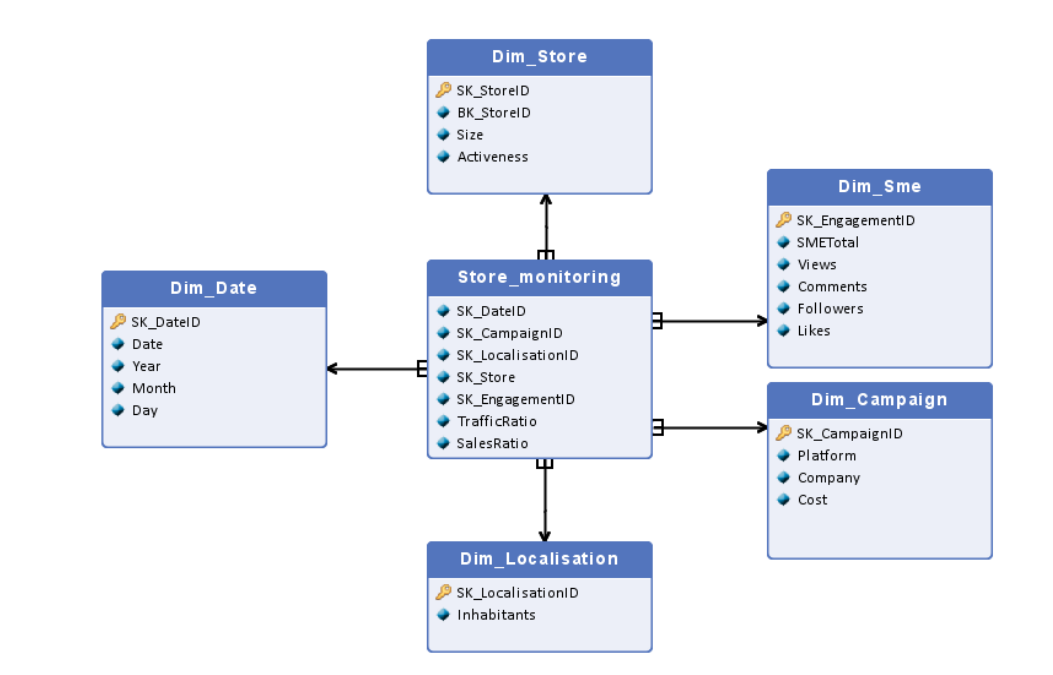 Dim_Store
SK_StoreID
BK_StoreID
Size
Activeness
Dim_Sme
SK_EngagementID
SMETotal
Views
Comments
Followers
Likes
Dim_Date
SK_DateID
Date
Year
Month
Day
Store_monitoring
SK_DateID
SK_CampaignID
SK_LocalisationID
SK_Store
SK_EngagementID
TrafficRatio
SalesRatio
Dim_Campaign
SK_CampaignID
Platform
Company
Cost
Dim_Localisation
SK_LocalisationID
Inhabitants